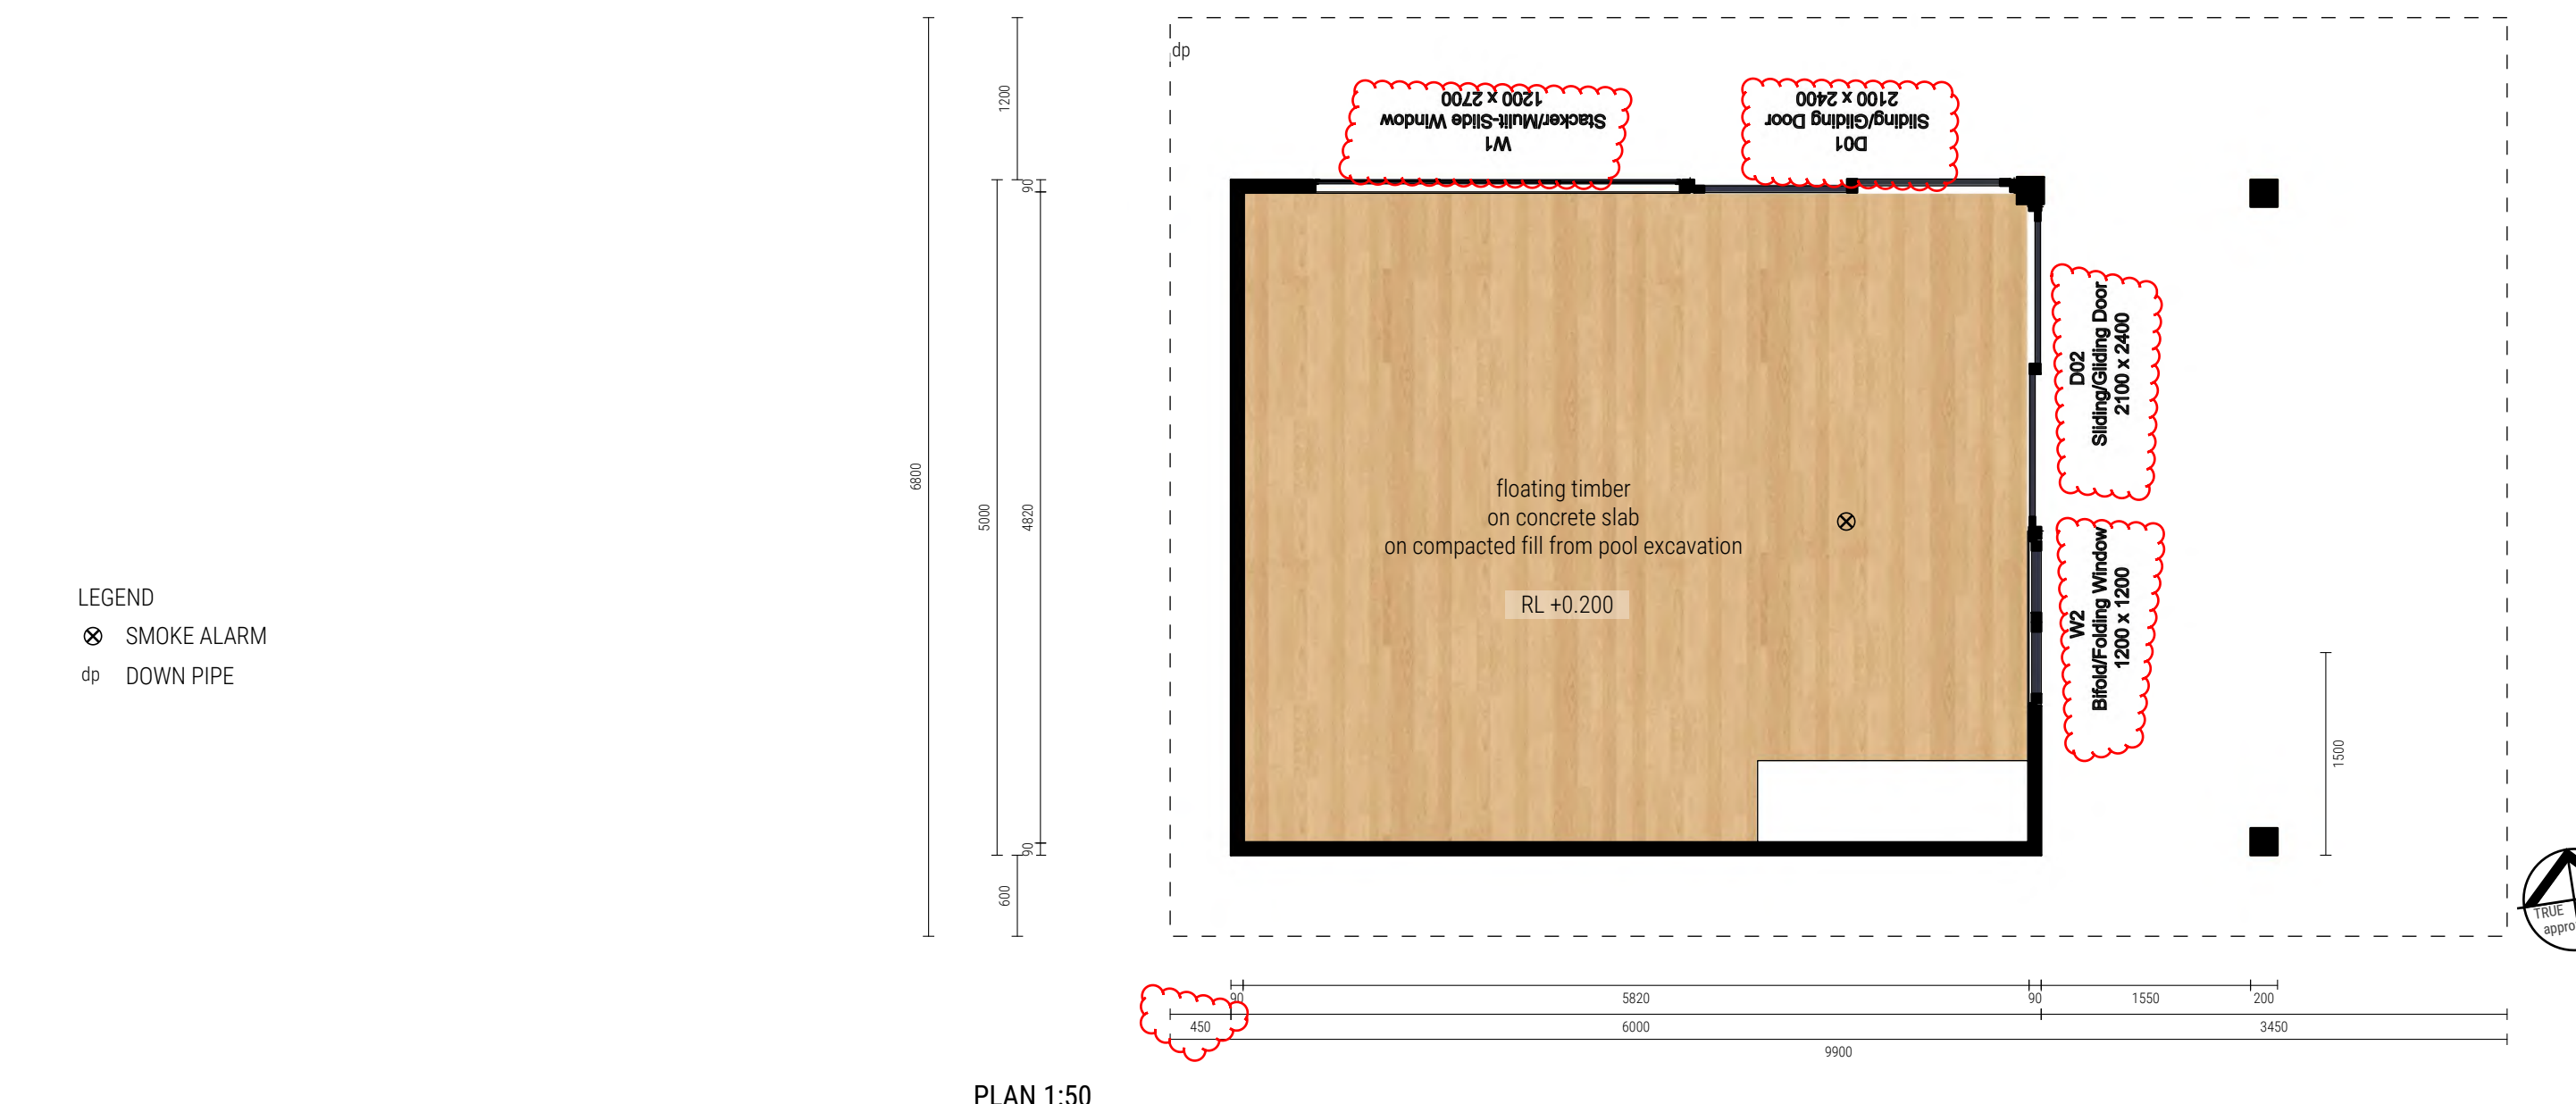 dp
1200
90
6800
5000
4820
90
600
W1
Stacker/Mulit-Slide Window
1200 x 2700
D01
Sliding/Gliding Door
2100 x 2400
D02
Sliding/Gliding Door
2100 x 2400
W2
Bifold/Folding Window
1200 x 1200
floating timber
on concrete slab
on compacted fill from pool excavation
RL +0.200
LEGEND
SMOKE ALARM
dp DOWN PIPE
1500
TRUE
90 5820 90 1550 200
450 6000 3450
9900
PLAN 1:50